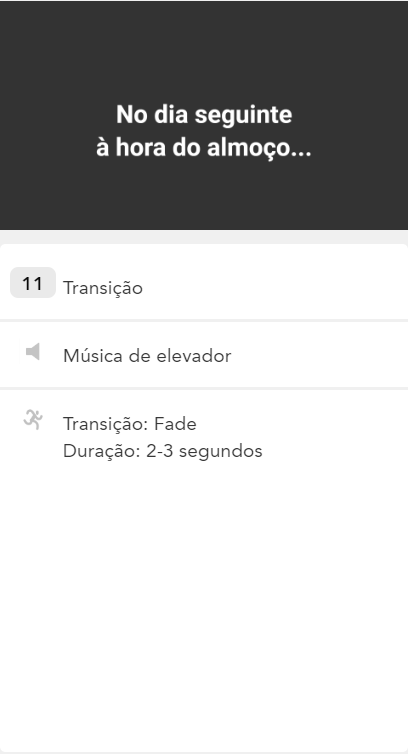 No dia seguinte
à hora do almoço...
11 Transição
Música de elevador
Transição: Fade
Duração: 2-3 segundos